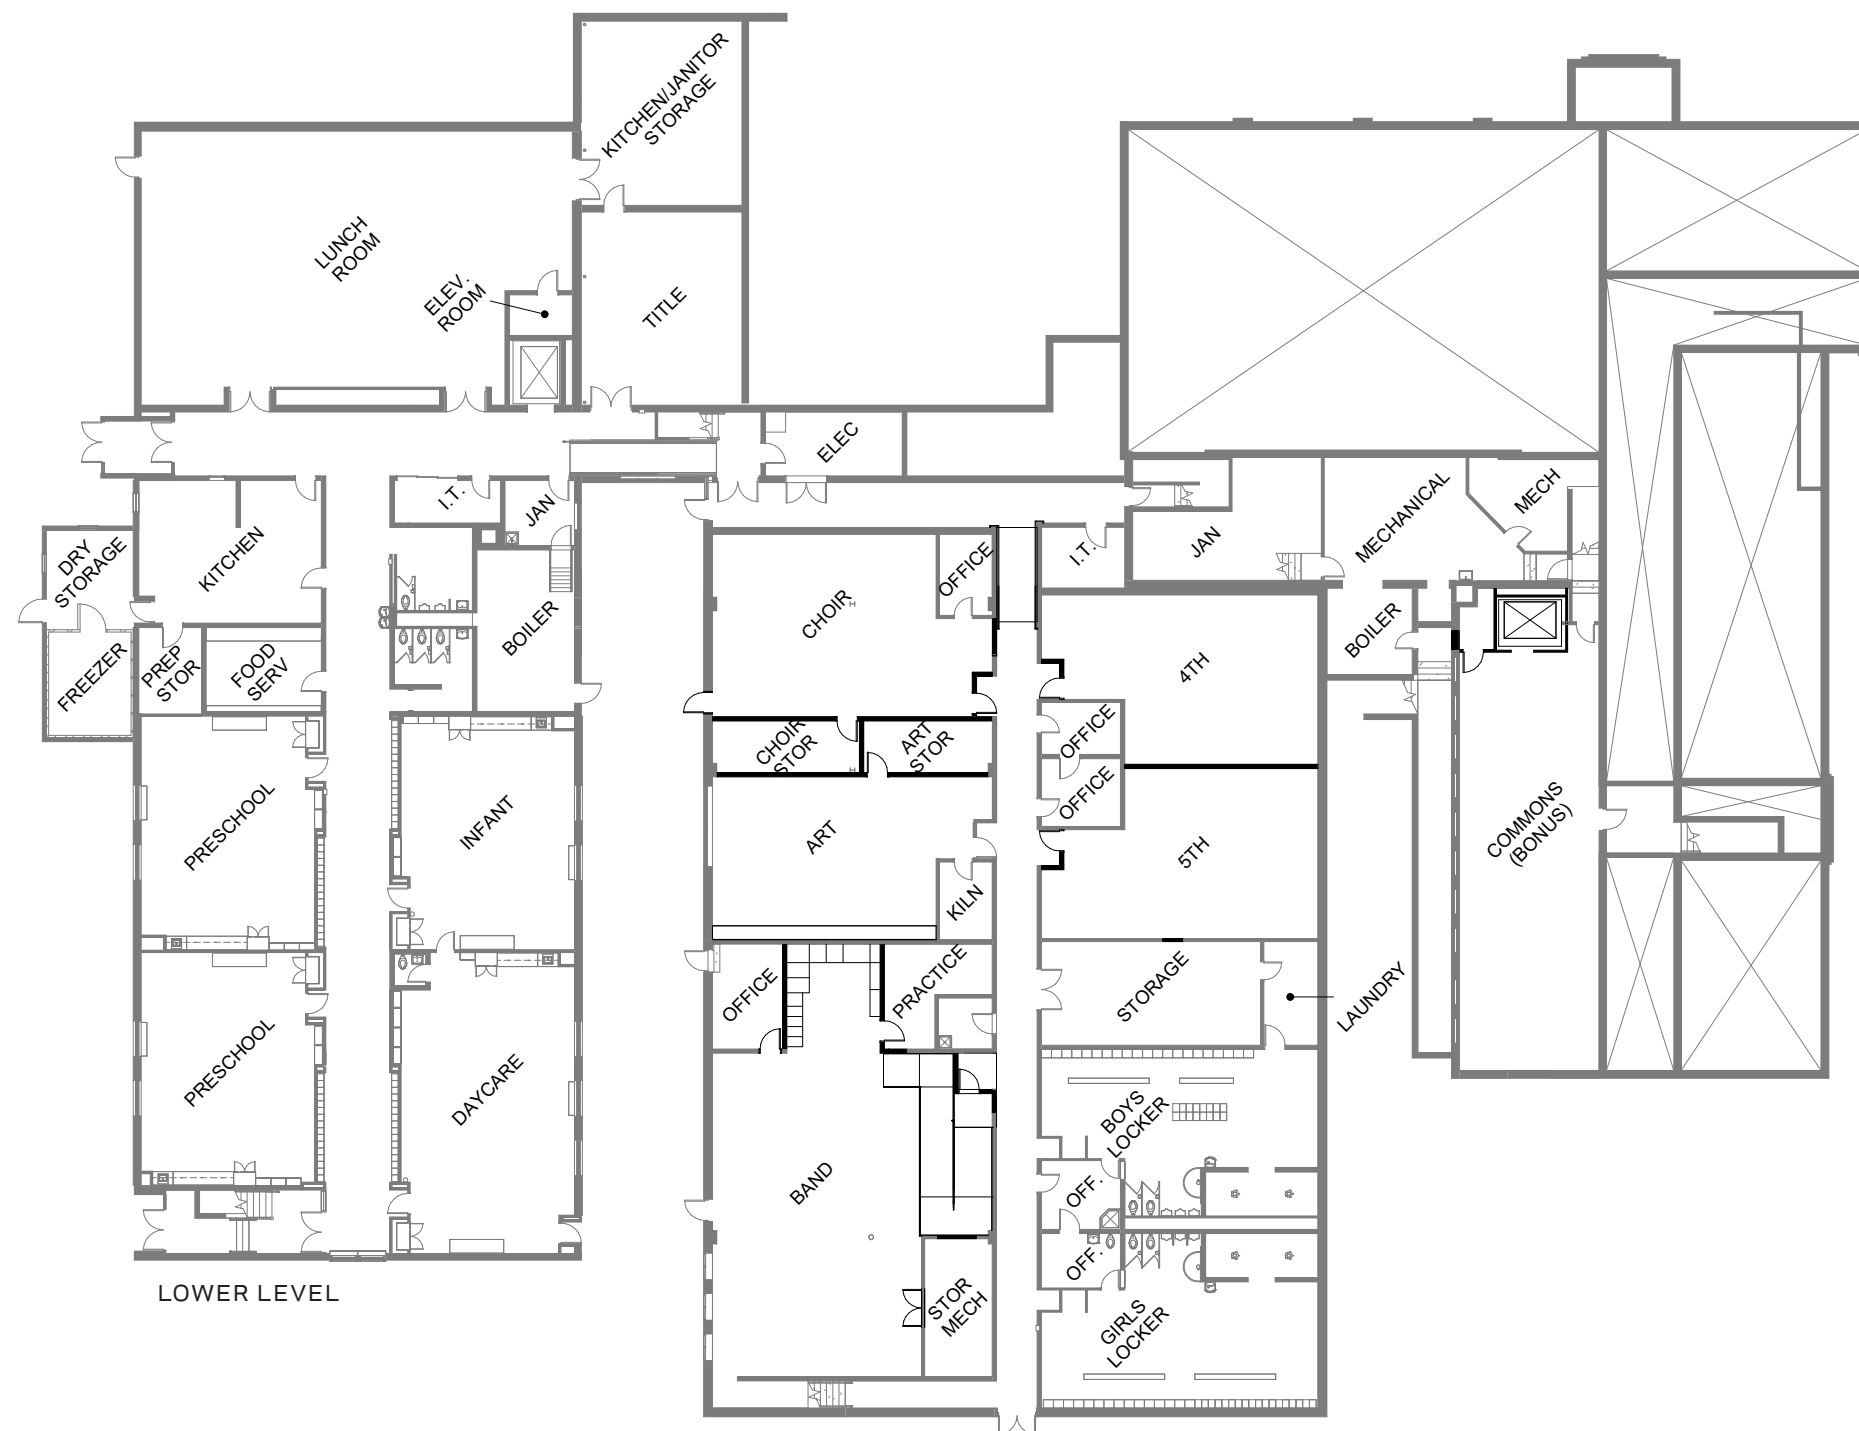 KITCHEN/JANITOR
STORAGE
LUNCH
ROOM
ELEV.
ROOM
TITLE
ELEC
I.T.
JAN
DRY
STORAGE
KITCHEN
BOILER
FREEZER
PREP
STOR
FOOD
SERV
CHOIR
OFFICE
I.T.
JAN
MECHANICAL
MECH
BOILER
4TH
CHOIR
STOR
ART
STOR
OFFICE
OFFICE
PRESCHOOL
INFANT
ART
5TH
COMMONS
(BONUS)
KILN
OFFICE
PRACTICE
STORAGE
LAUNDRY
PRESCHOOL
DAYCARE
BAND
BOYS
LOCKER
OFF.
OFF.
STOR
MECH
GIRLS
LOCKER
LOWER LEVEL